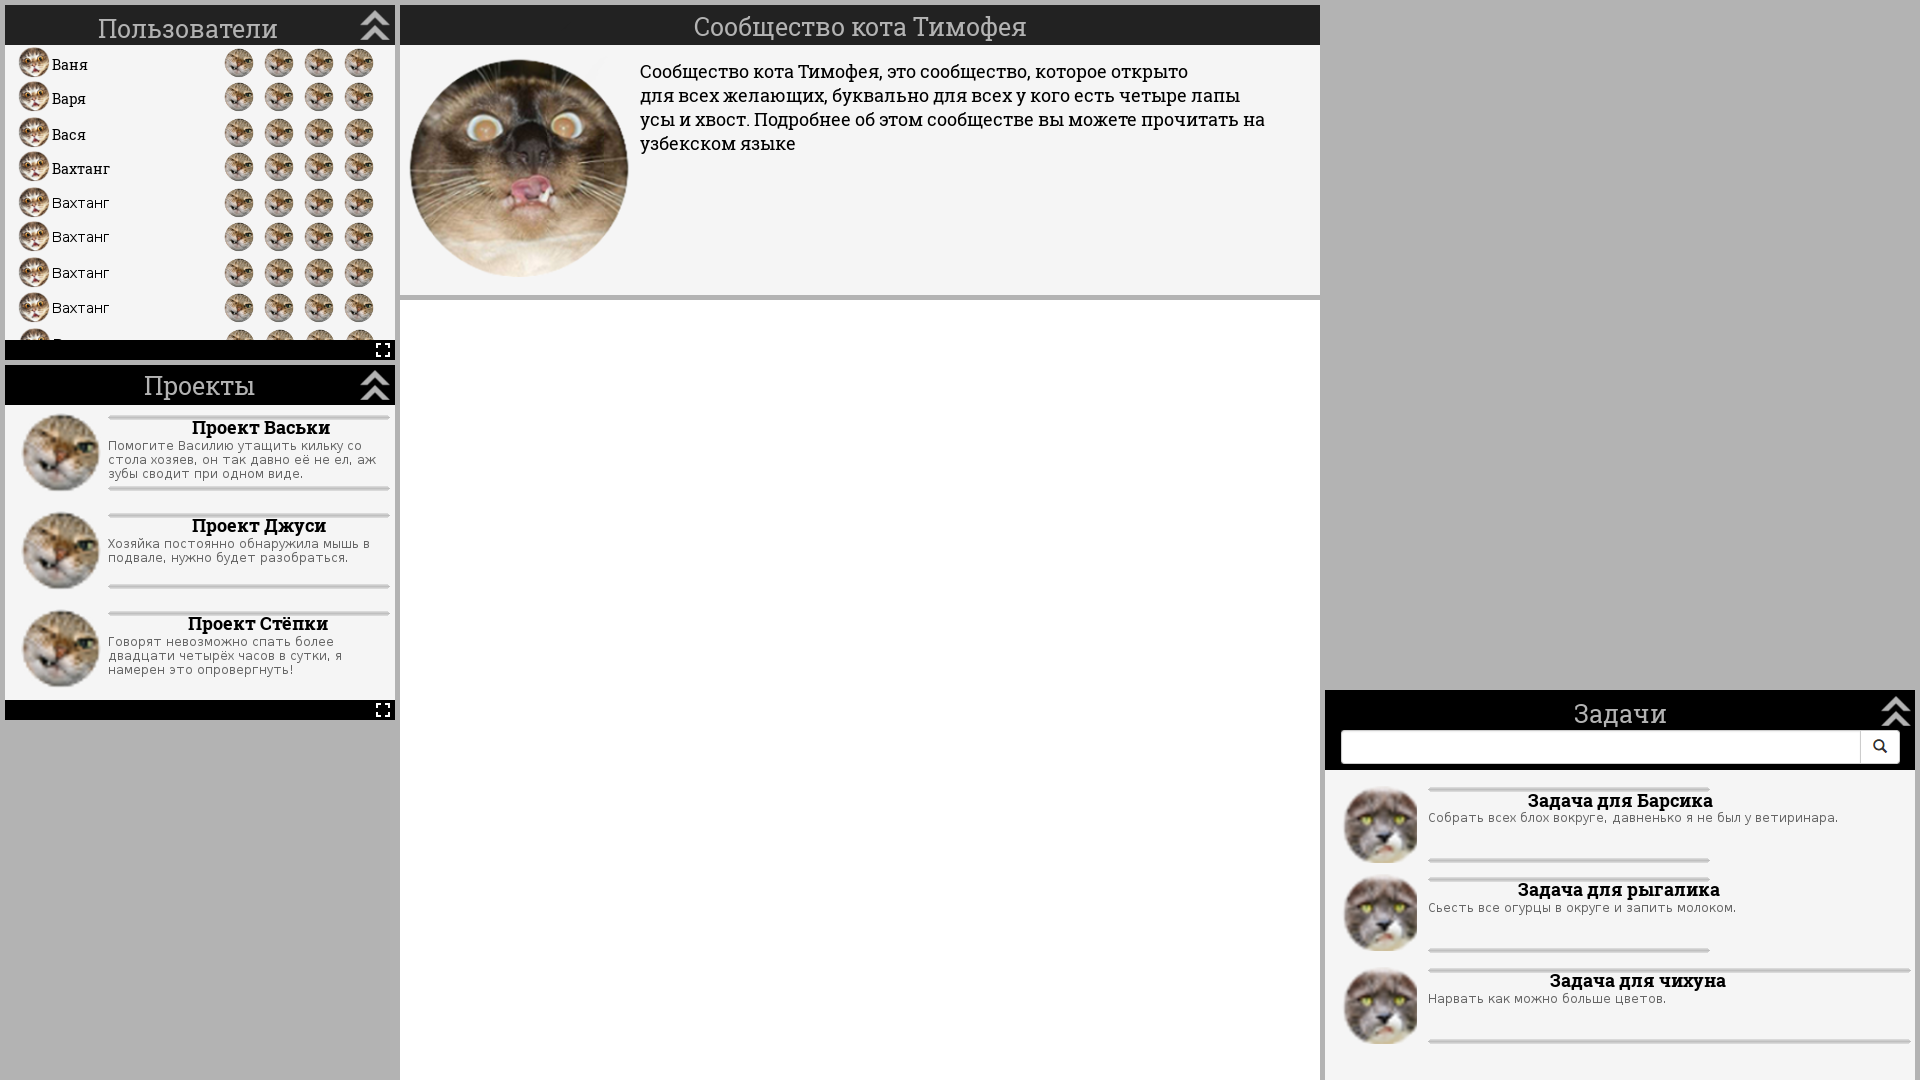 Пользователи
Ваня
Варя
Вася
Вахтанг
Вахтанг
Вахтанг
Вахтанг
Вахтанг
Проекты
Проект Васьки
Помогите Василию утащить кильку со
стола хозяев, он так давно её не ел, аж
зубы сводит при одном виде.
Проект Джуси
Хозяйка постоянно обнаружила мышь в
подвале, нужно будет разобраться.
Проект Стёпки
Говорят невозможно спать более
двадцати четырёх часов в сутки, я
намерен это опровергнуть!
Сообщество кота Тимофея
Сообщество кота Тимофея, это сообщество, которое открыто
для всех желающих, буквально для всех у кого есть четыре лапы
усы и хвост. Подробнее об этом сообществе вы можете прочитать на
узбекском языке
Задачи
Задача для Барсика
Собрать всех блох вокруге, давненько я не был у ветиринара.
Задача для рыгалика
Сьесть все огурцы в округе и запить молоком.
Задача для чихуна
Нарвать как можно больше цветов.